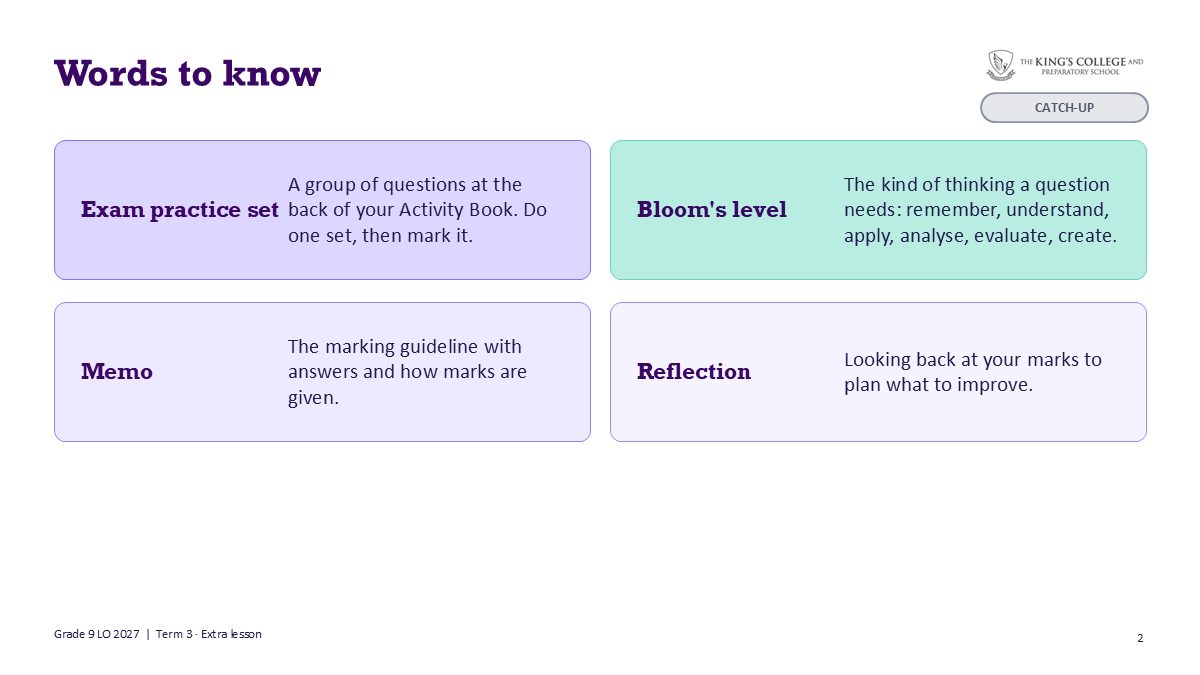 Words to know
THE KING'S COLLEGE AND
PREPARATORY SCHOOL
CATCH-UP
Exam practice set
A group of questions at the
back of your Activity Book. Do
one set, then mark it.
Bloom's level
The kind of thinking a question
needs: remember, understand,
apply, analyse, evaluate, create.
Memo
The marking guideline with
answers and how marks are
given.
Reflection
Looking back at your marks to
plan what to improve.
Grade 9 LO 2027 | Term 3 · Extra lesson
2